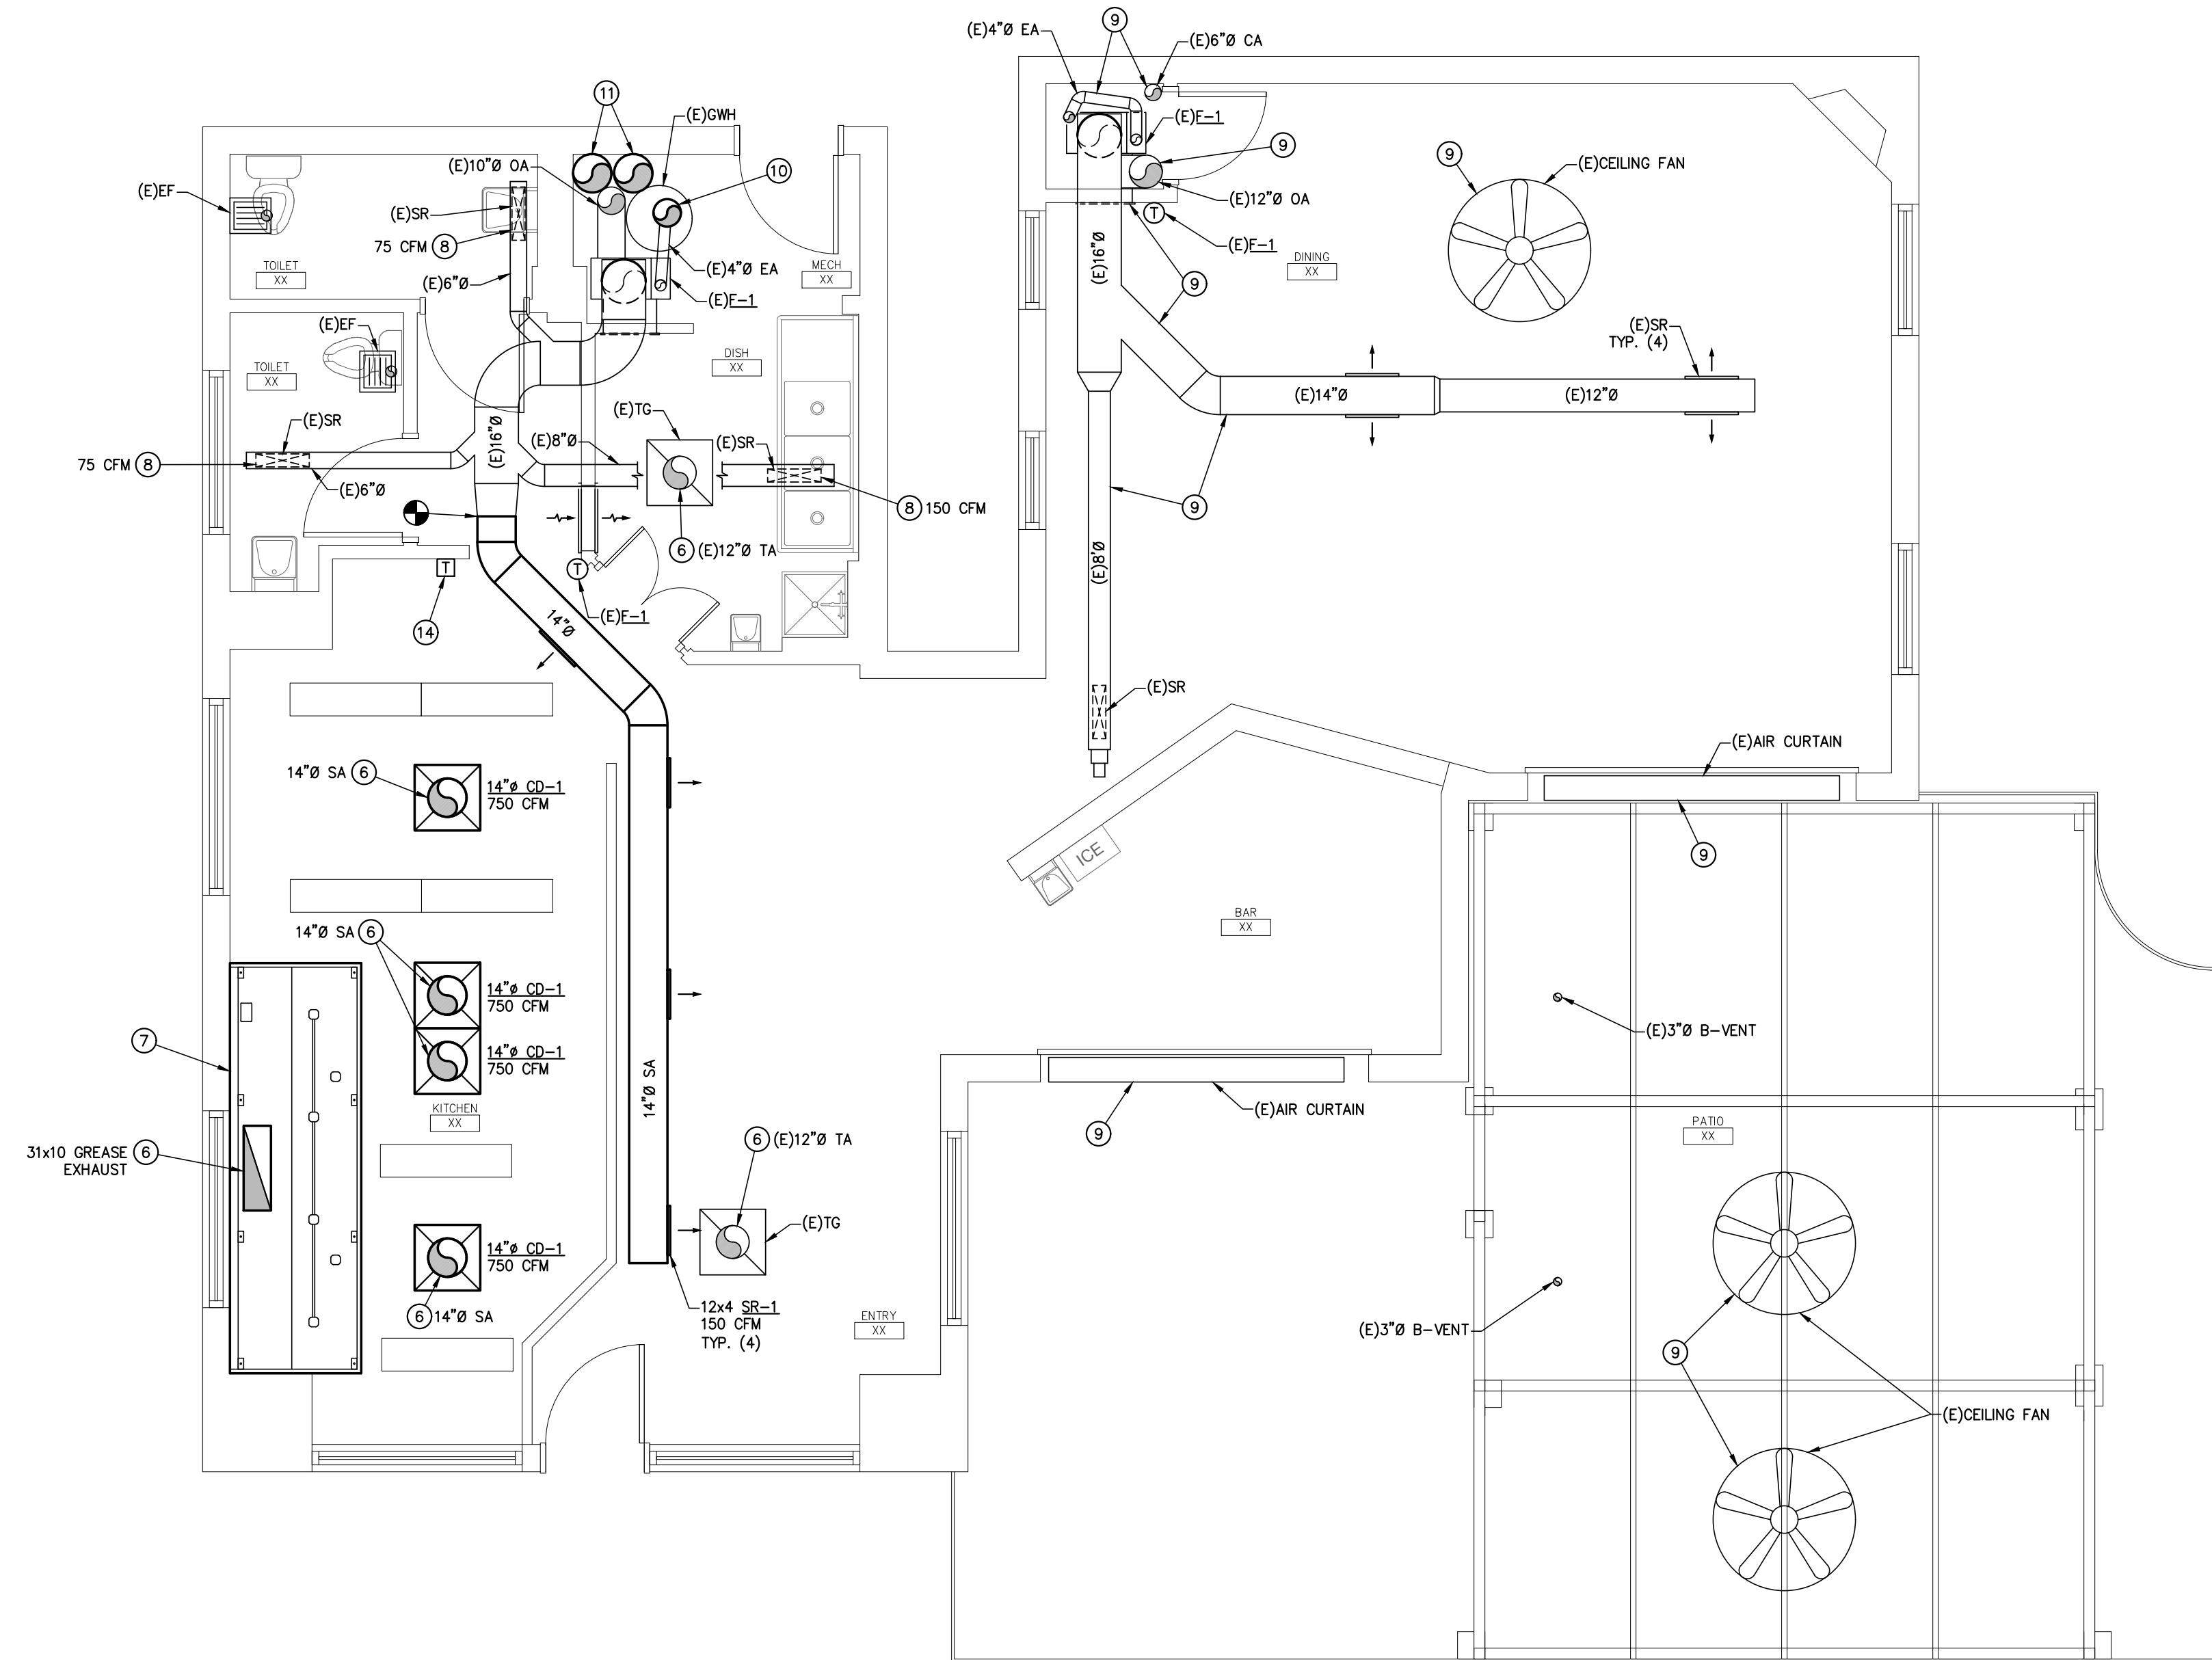 (E)4"Ø EA
9
(E)6"Ø CA
11
(E)GWH
(E)10"Ø OA
10
(E)F-1
9
9
(E)CEILING FAN
(E)EF
(E)SR
75 CFM 8
(E)12"Ø OA
T
(E)F-1
(E)16"Ø
DINING
XX
TOILET
XX
(E)6"Ø
(E)4"Ø EA
MECH
XX
(E)F-1
9
(E)EF
(E)SR
TYP. (4)
TOILET
XX
DISH
XX
(E)14"Ø
(E)12"Ø
(E)SR
(E)TG
(E)16"Ø
(E)8"Ø
(E)SR
75 CFM 8
(E)6"Ø
8 150 CFM
9
6 (E)12"Ø TA
T
T
14
(E)F-1
14"Ø
(E)8'Ø
(E)SR
(E)AIR CURTAIN
14"Ø SA 6
14"ø CD-1
750 CFM
9
ICE
BAR
XX
14"Ø SA 6
14"ø CD-1
750 CFM
(E)3"Ø B-VENT
7
14"ø CD-1
750 CFM
14"Ø SA
KITCHEN
XX
(E)AIR CURTAIN
9
PATIO
XX
31x10 GREASE 6
EXHAUST
6 (E)12"Ø TA
(E)TG
14"ø CD-1
750 CFM
6 14"Ø SA
12x4 SR-1
150 CFM
TYP. (4)
ENTRY
XX
(E)3"Ø B-VENT
9
(E)CEILING FAN